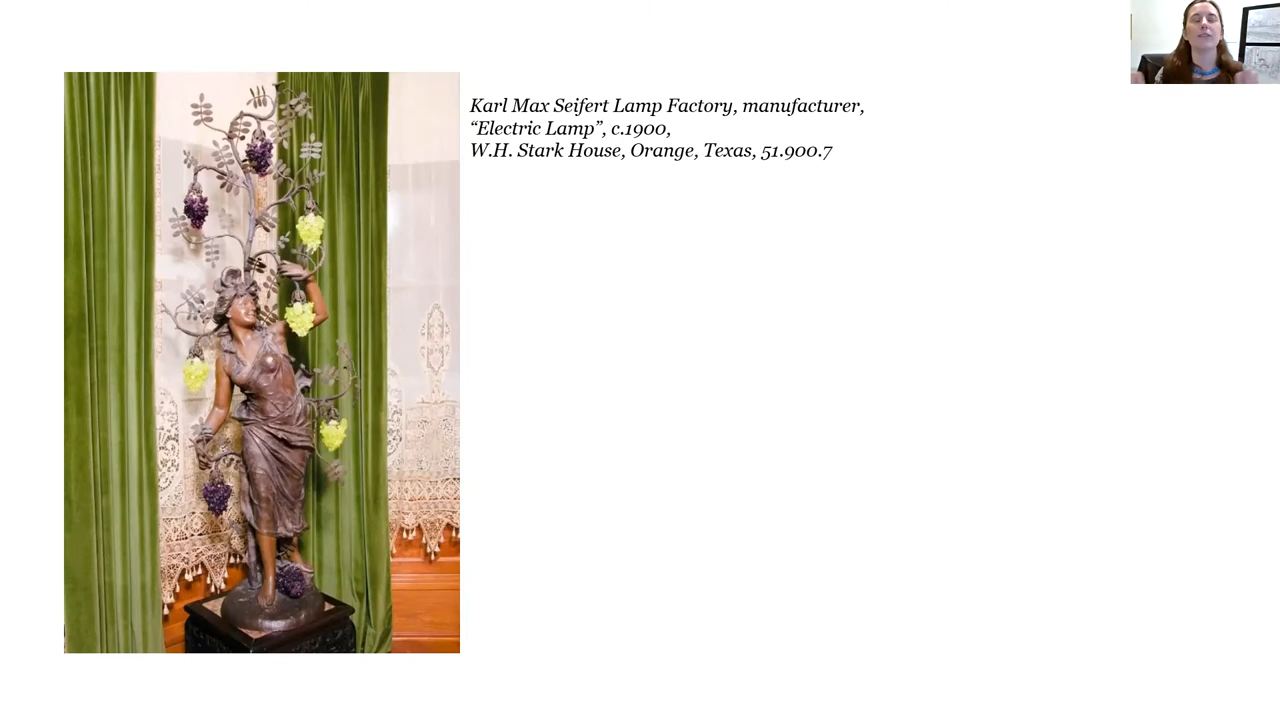 Karl Max Seifert Lamp Factory, manufacturer,
“Electric Lamp”, c.1900,
W.H. Stark House, Orange, Texas, 51.900.7